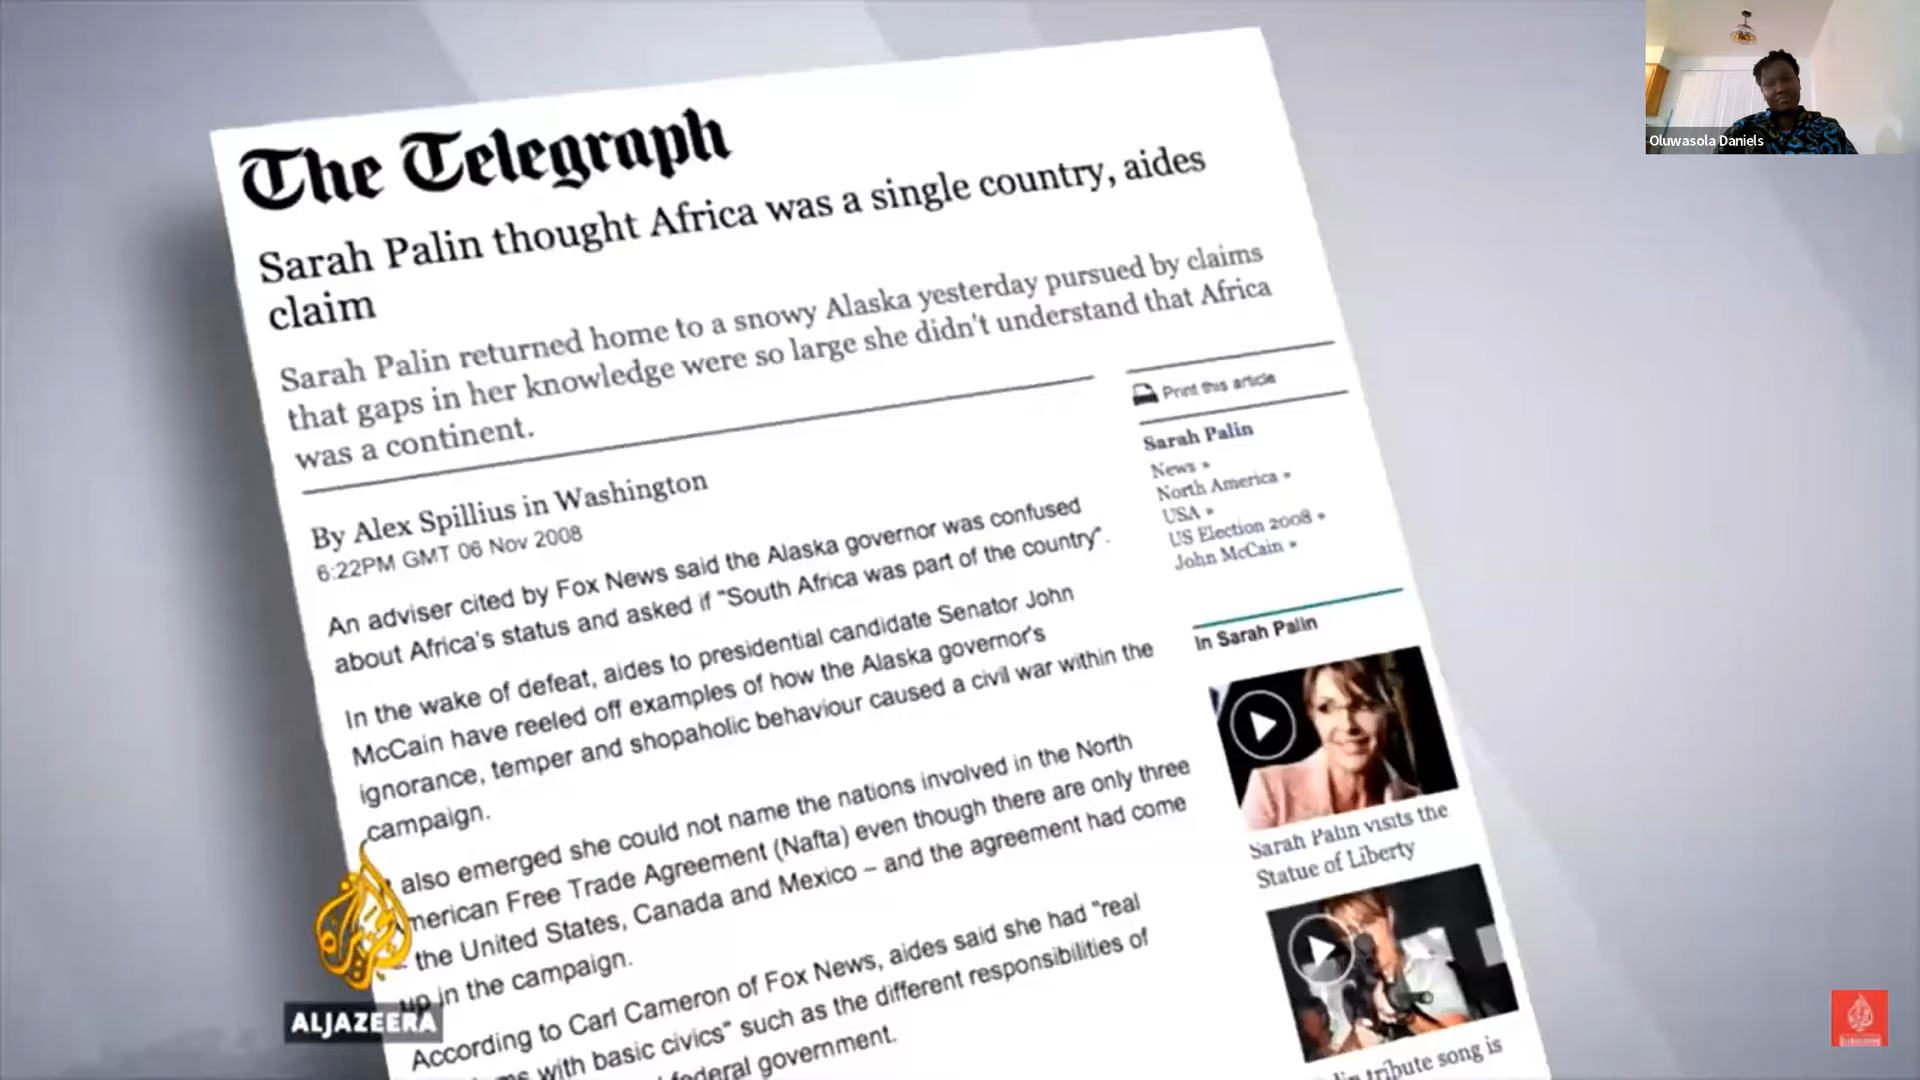 The Telegraph
Sarah Palin thought Africa was a single country, aides
claim
Sarah Palin returned home to a snowy Alaska yesterday pursued by claims
that gaps in her knowledge were so large she didn't understand that Africa
was a continent.
By Alex Spillius in Washington
6:22PM GMT 06 Nov 2008
An adviser cited by Fox News said the Alaska governor was confused
about Africa's status and asked if "South Africa was part of the country".
In the wake of defeat, aides to presidential candidate Senator John
McCain have reeled off examples of how the Alaska governor's
ignorance, temper and shopaholic behaviour caused a civil war within the
campaign.
also emerged she could not name the nations involved in the North
merican Free Trade Agreement (Nafta) even though there are only three
– the United States, Canada and Mexico – and the agreement had come
up in the campaign.
According to Carl Cameron of Fox News, aides said she had "real
ms with basic civics" such as the different responsibilities of
federal government.
Print this article
Sarah Palin
News »
North America »
USA »
US Election 2008 »
John McCain »
In Sarah Palin
Sarah Palin visits the
Statue of Liberty
lin tribute song is
ALJAZEERA
Oluwasola Daniels